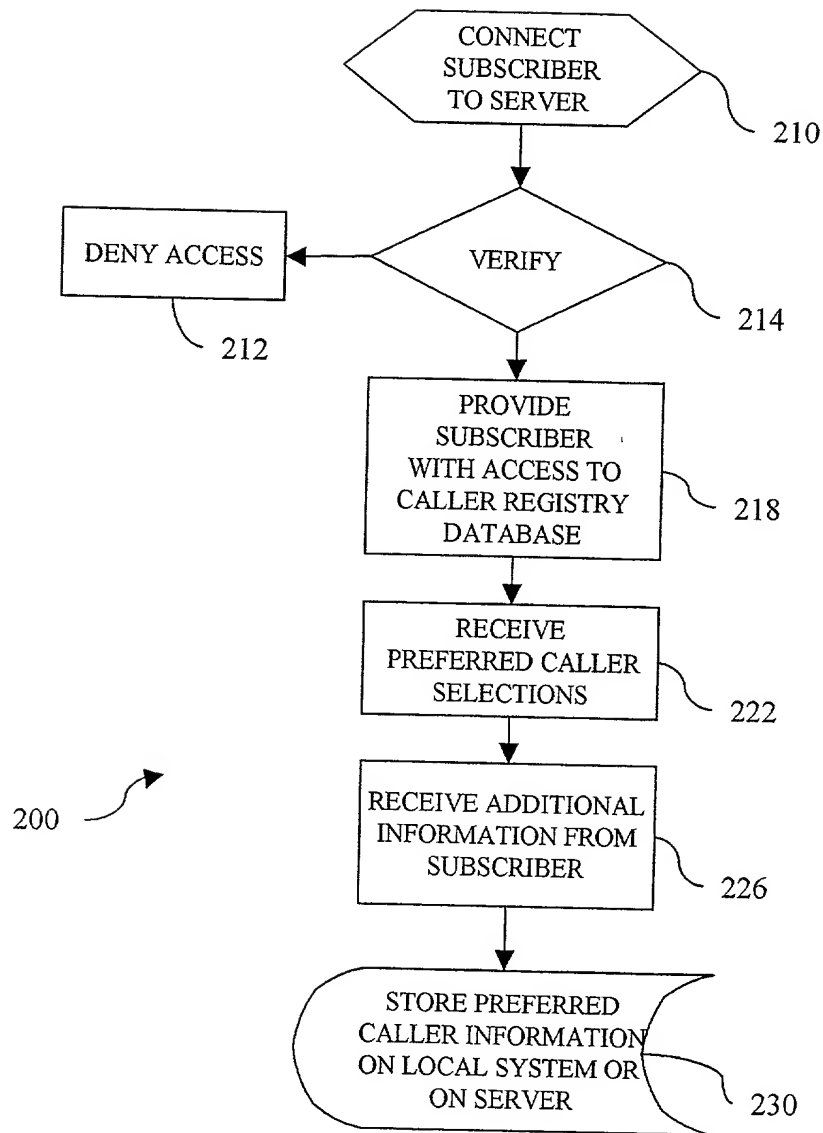 CONNECT
SUBSCRIBER
TO SERVER
210
VERIFY
DENY ACCESS
214
212
PROVIDE
SUBSCRIBER
WITH ACCESS TO
CALLER REGISTRY
DATABASE
218
RECEIVE
PREFERRED CALLER
SELECTIONS
222
200
RECEIVE ADDITIONAL
INFORMATION FROM
SUBSCRIBER
226
STORE PREFERRED
CALLER INFORMATION
ON LOCAL SYSTEM OR
ON SERVER
230